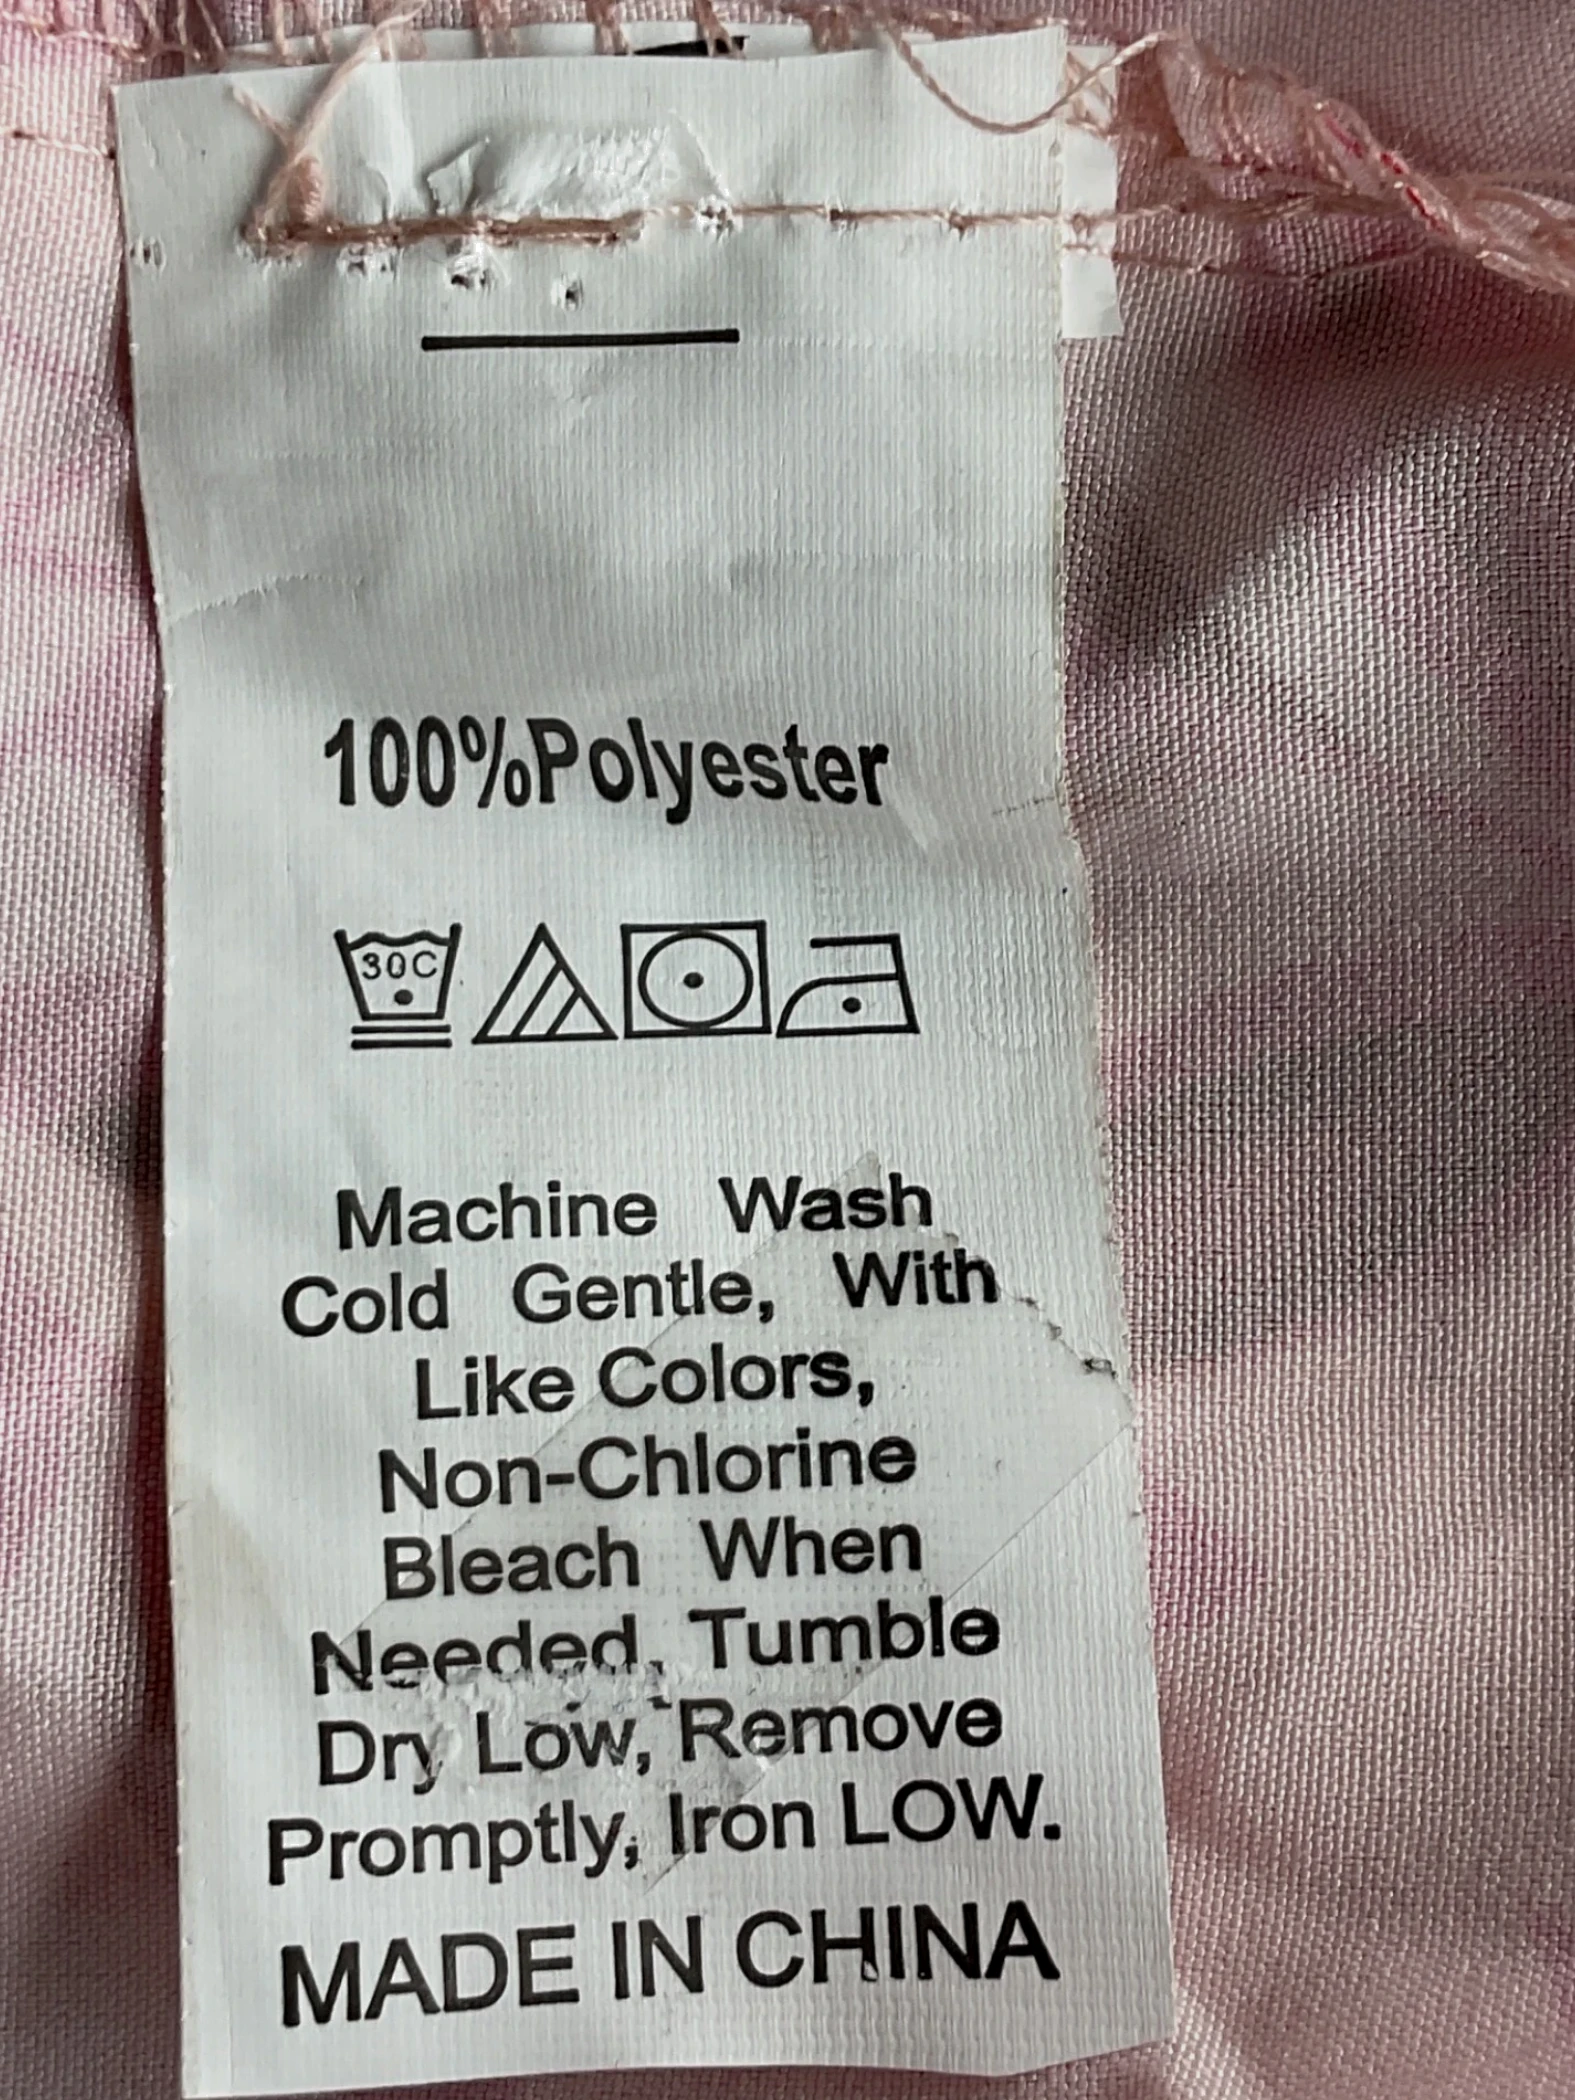 100%Polyester
30C
Machine Wash
Cold Gentle, With
Like Colors,
Non-Chlorine
Bleach When
Needed, Tumble
Dry Low, Remove
Promptly, Iron LOW.
MADE IN CHINA